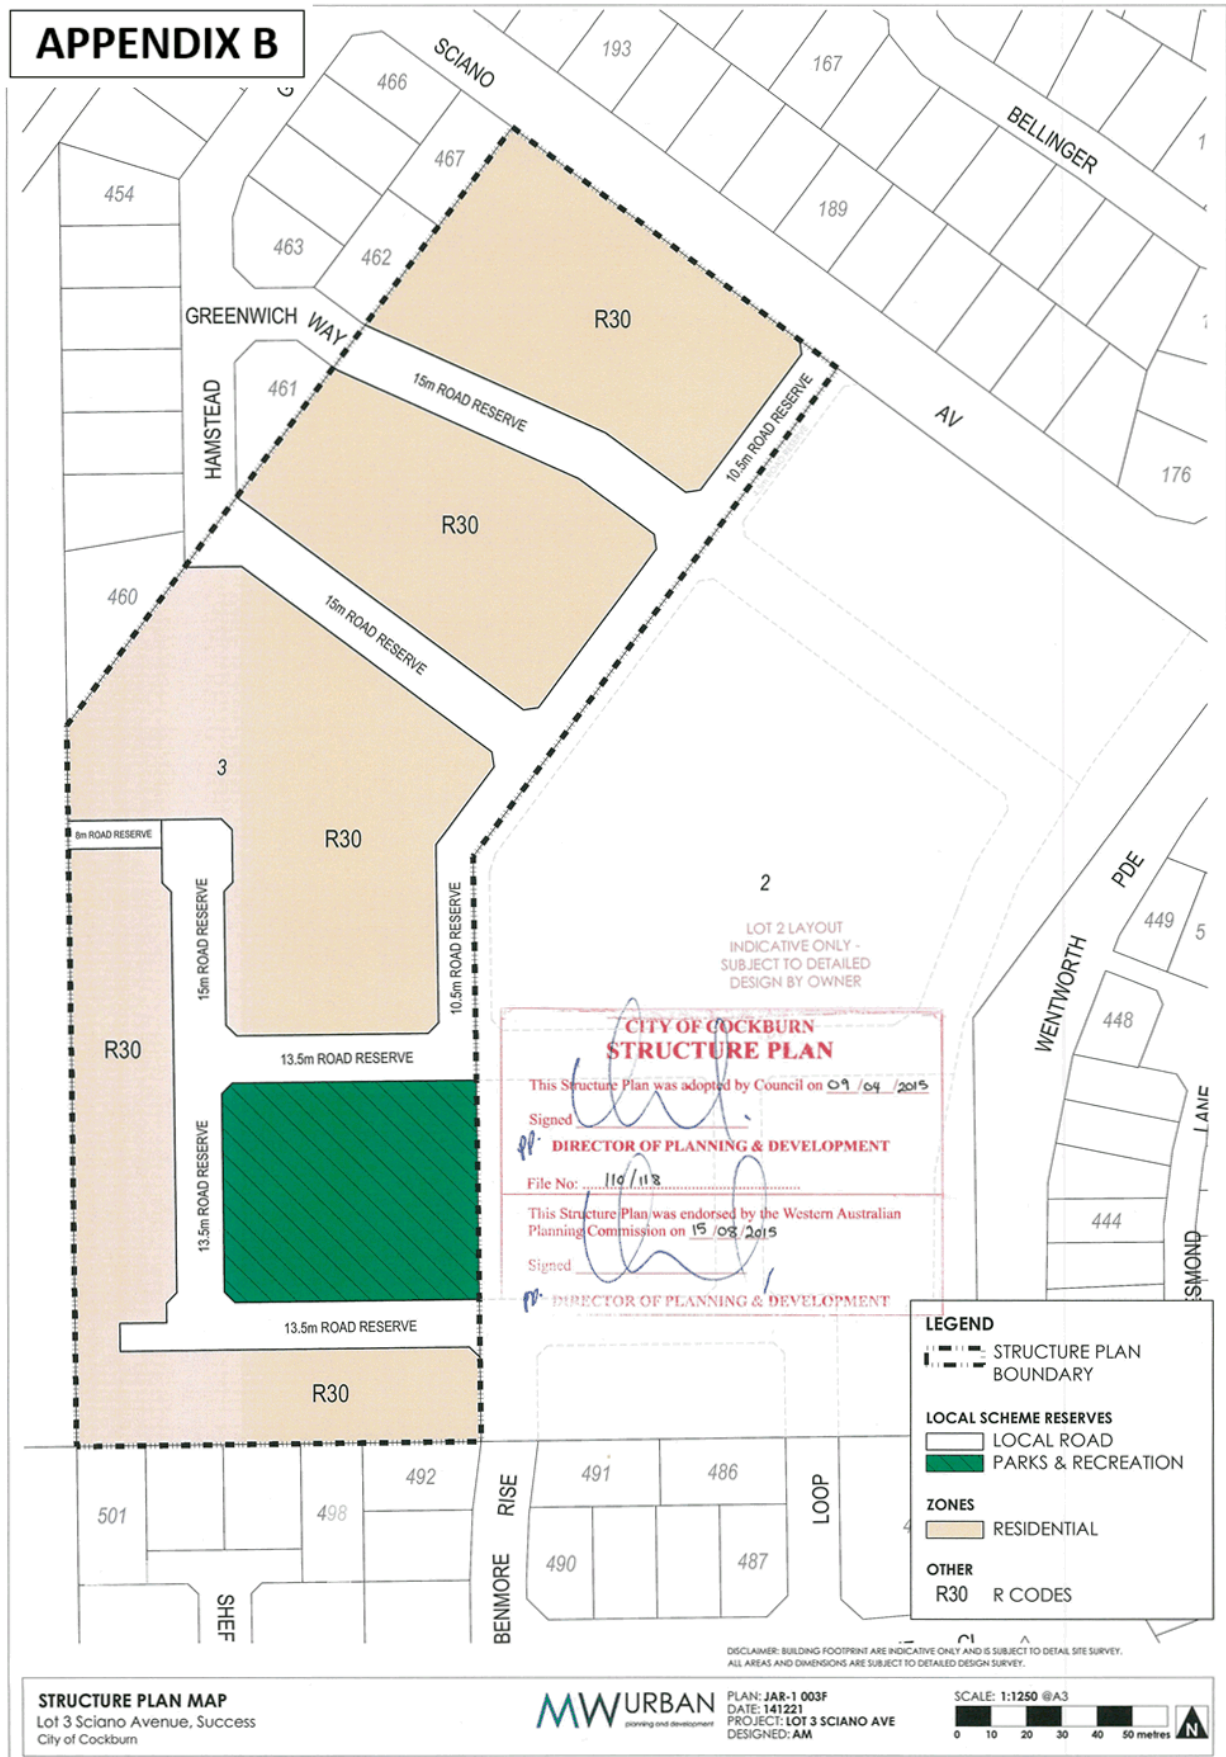 APPENDIX B
SCIANO
193
167
BELLINGER
466
467
454
189
463
462
GREENWICH WAY
R30
15m ROAD RESERVE
10.5m ROAD RESERVE
461
HAMSTEAD
AV
176
R30
460
15m ROAD RESERVE
3
R30
8m ROAD RESERVE
2
PDE
449
5
LOT 2 LAYOUT
INDICATIVE ONLY -
SUBJECT TO DETAILED
DESIGN BY OWNER
15m ROAD RESERVE
10.5m ROAD RESERVE
WENTWORTH
448
R30
13.5m ROAD RESERVE
CITY OF COCKBURN
STRUCTURE PLAN
This Structure Plan was adopted by Council on 09/04/2015
Signed
pp. DIRECTOR OF PLANNING & DEVELOPMENT
File No: 110/118
This Structure Plan was endorsed by the Western Australian
Planning Commission on 15/08/2015
Signed
pp. DIRECTOR OF PLANNING & DEVELOPMENT
LANE
13.5m ROAD RESERVE
444
SMOND
13.5m ROAD RESERVE
R30
LEGEND
STRUCTURE PLAN
BOUNDARY
LOCAL SCHEME RESERVES
LOCAL ROAD
PARKS & RECREATION
ZONES
RESIDENTIAL
OTHER
R30 R CODES
492
491
486
501
498
RISE
LOOP
490
487
SHEF
BENMORE
DISCLAIMER: BUILDING FOOTPRINT ARE INDICATIVE ONLY AND IS SUBJECT TO DETAIL SITE SURVEY.
ALL AREAS AND DIMENSIONS ARE SUBJECT TO DETAILED DESIGN SURVEY.
STRUCTURE PLAN MAP
Lot 3 Sciano Avenue, Success
City of Cockburn
MW URBAN
planning and development
PLAN: JAR-1 003F
DATE: 141221
PROJECT: LOT 3 SCIANO AVE
DESIGNED: AM
SCALE: 1:1250 @A3
0 10 20 30 40 50 metres
N